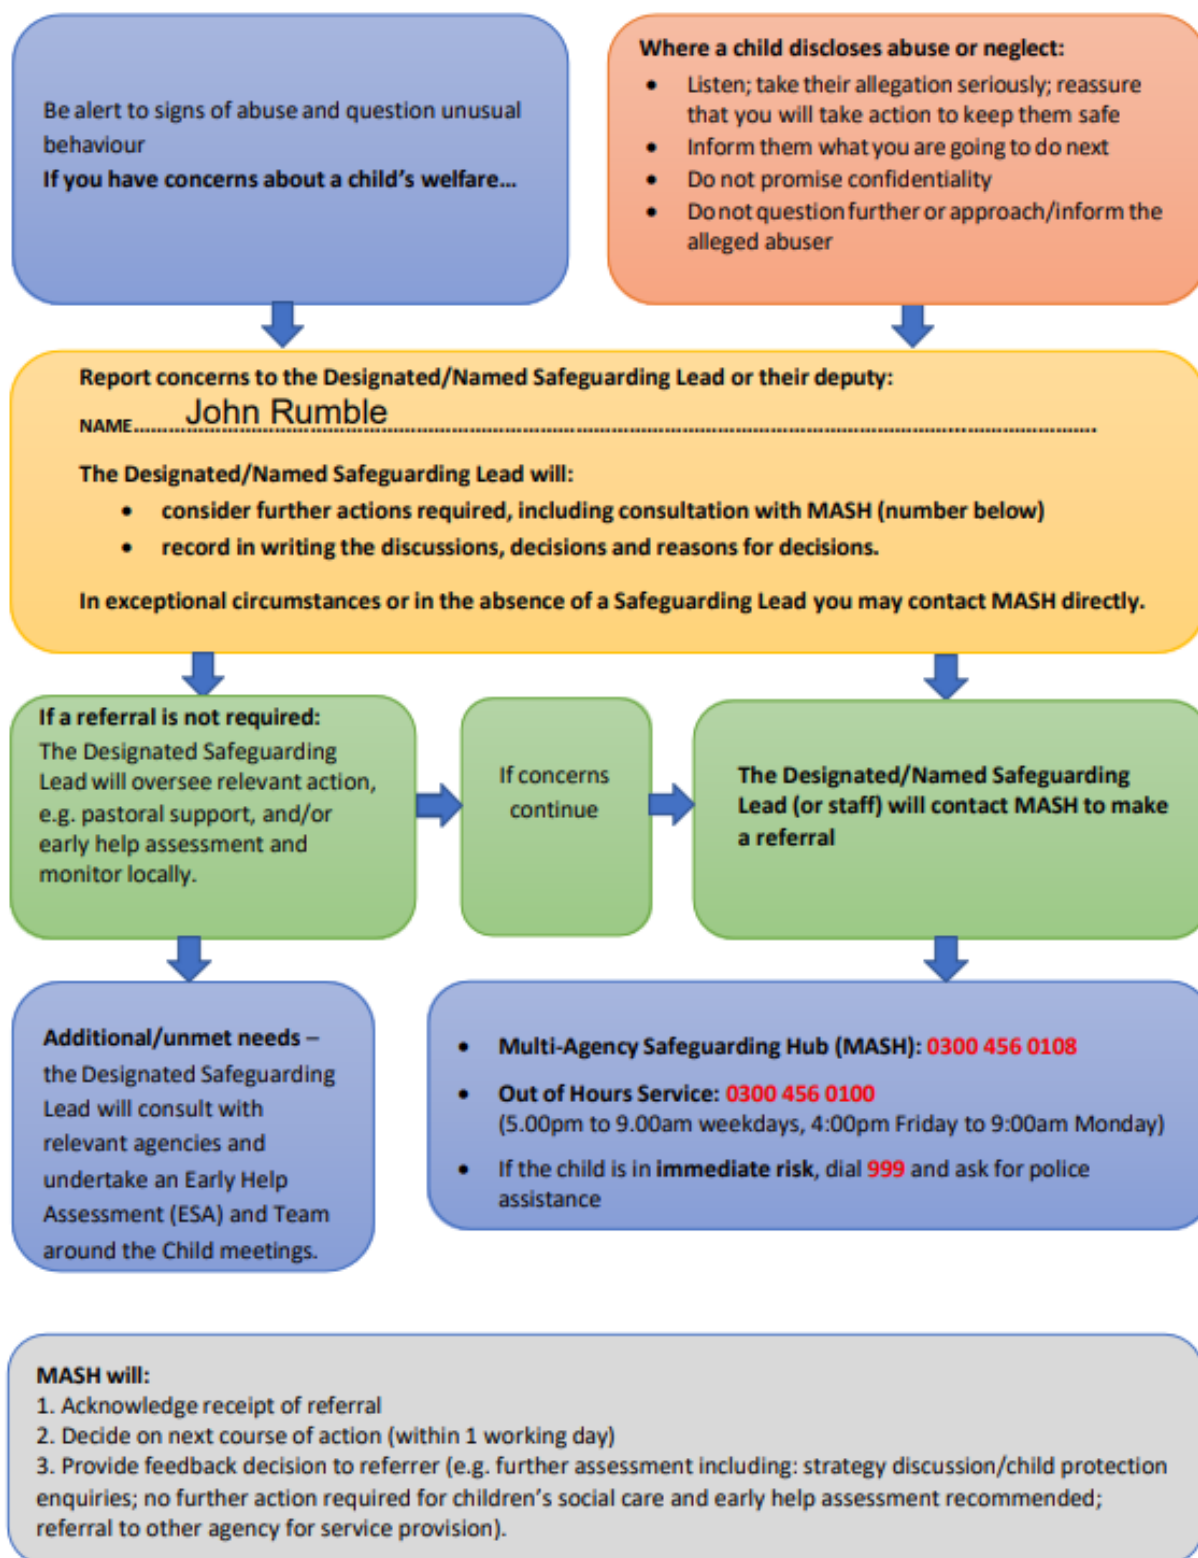 Be alert to signs of abuse and question unusual
behaviour
If you have concerns about a child's welfare…
Where a child discloses abuse or neglect:
• Listen; take their allegation seriously; reassure
that you will take action to keep them safe
• Inform them what you are going to do next
• Do not promise confidentiality
• Do not question further or approach/inform the
alleged abuser
Report concerns to the Designated/Named Safeguarding Lead or their deputy:
NAME……John Rumble……………………………………………………………………………………….
The Designated/Named Safeguarding Lead will:
• consider further actions required, including consultation with MASH (number below)
• record in writing the discussions, decisions and reasons for decisions.
In exceptional circumstances or in the absence of a Safeguarding Lead you may contact MASH directly.
If a referral is not required:
The Designated Safeguarding
Lead will oversee relevant action,
e.g. pastoral support, and/or
early help assessment and
monitor locally.
If concerns
continue
The Designated/Named Safeguarding
Lead (or staff) will contact MASH to make
a referral
Additional/unmet needs –
the Designated Safeguarding
Lead will consult with
relevant agencies and
undertake an Early Help
Assessment (ESA) and Team
around the Child meetings.
• Multi-Agency Safeguarding Hub (MASH): 0300 456 0108
• Out of Hours Service: 0300 456 0100
(5.00pm to 9.00am weekdays, 4:00pm Friday to 9:00am Monday)
• If the child is in immediate risk, dial 999 and ask for police
assistance
MASH will:
1. Acknowledge receipt of referral
2. Decide on next course of action (within 1 working day)
3. Provide feedback decision to referrer (e.g. further assessment including: strategy discussion/child protection
enquiries; no further action required for children's social care and early help assessment recommended;
referral to other agency for service provision).